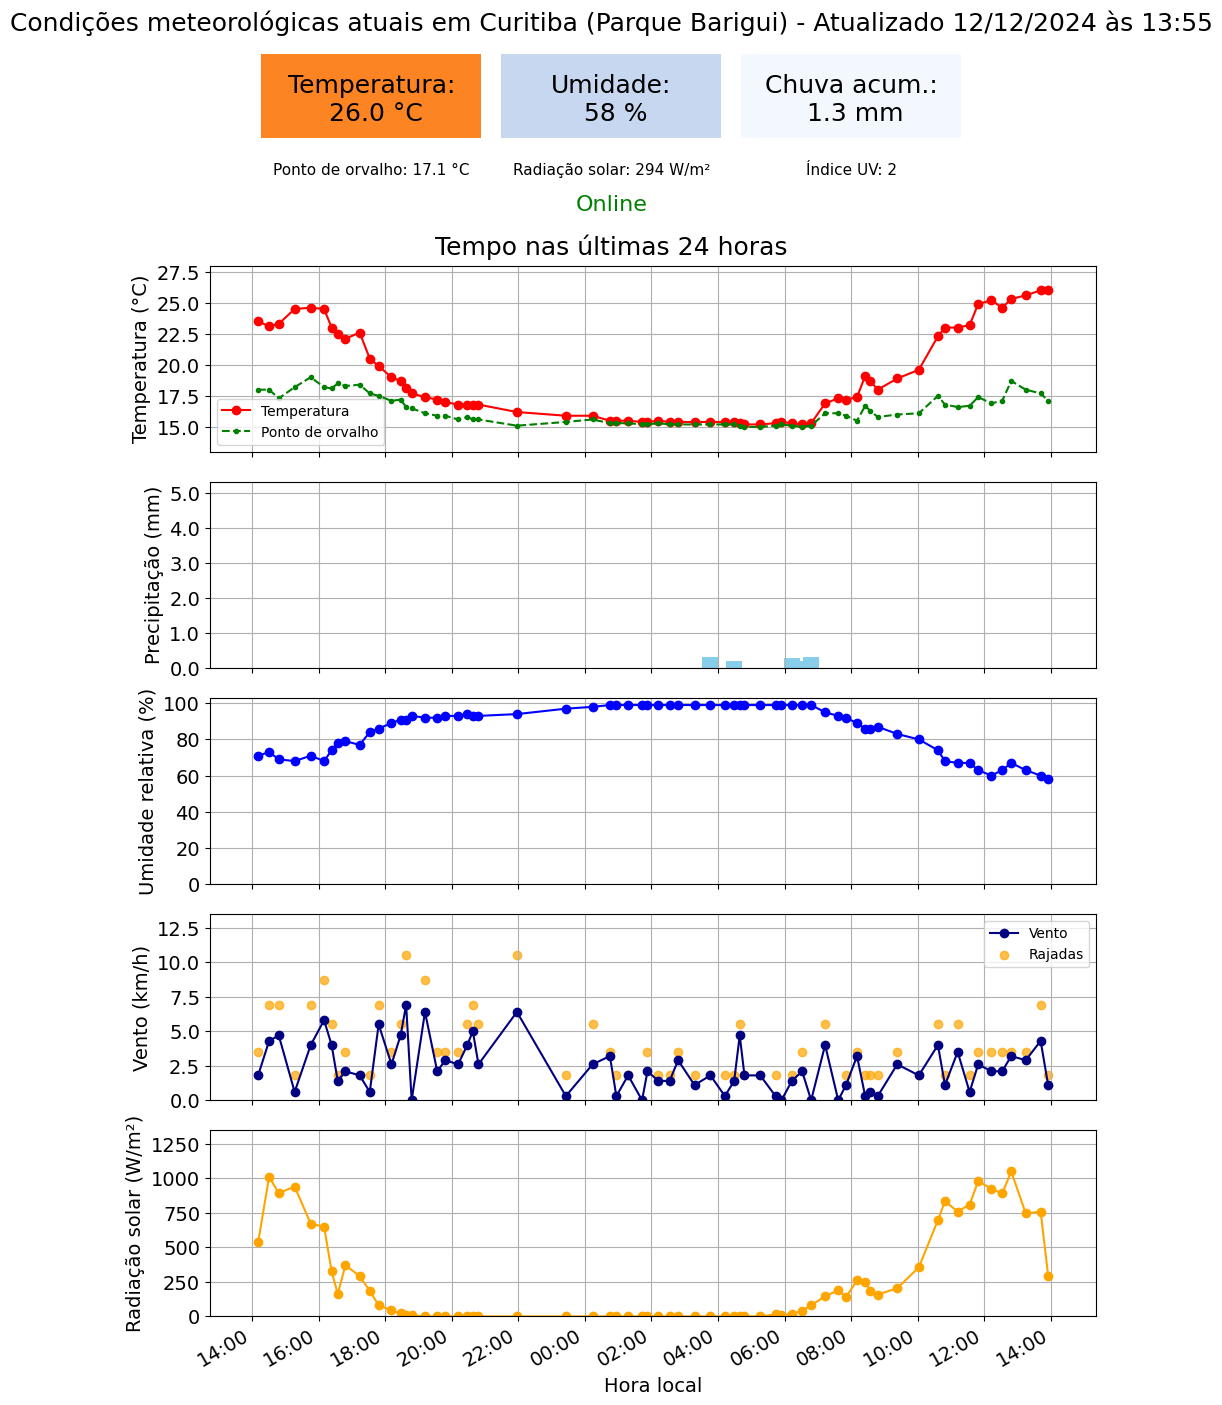 Condições meteorológicas atuais em Curitiba (Parque Barigui) - Atualizado 12/12/2024 às 13:55
Temperatura:
26.0 °C
Umidade:
58 %
Chuva acum.:
1.3 mm
Ponto de orvalho: 17.1 °C
Radiação solar: 294 W/m²
Índice UV: 2
Online
Tempo nas últimas 24 horas
Temperatura (°C)
27.5
25.0
22.5
20.0
17.5
15.0
Temperatura
Ponto de orvalho
Precipitação (mm)
5.0
4.0
3.0
2.0
1.0
0.0
Umidade relativa (%)
100
80
60
40
20
0
Vento (km/h)
12.5
10.0
7.5
5.0
2.5
0.0
Vento
Rajadas
Radiação solar (W/m²)
1250
1000
750
500
250
0
14:00
16:00
18:00
20:00
22:00
00:00
02:00
04:00
06:00
08:00
10:00
12:00
14:00
Hora local